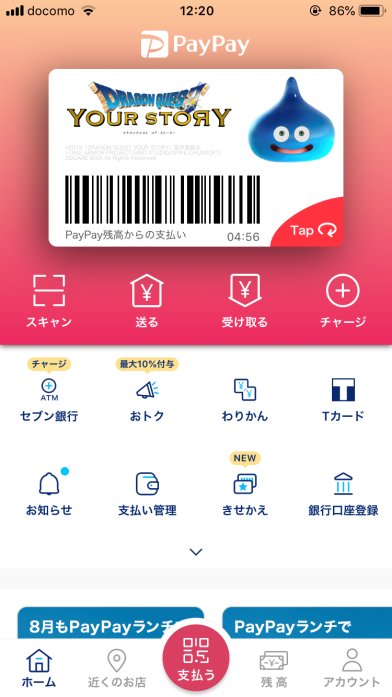 docomo 12:20 86%
PayPay
DRAGON QUEST
YOUR STORY
ドラゴンクエスト ユア・ストーリー
©2019「DRAGON QUEST YOUR STORY」製作委員会
©1992 ARMOR PROJECT/BIRD STUDIO/SPIKE CHUNSOFT/
SQUARE ENIX All Rights Reserved.
PayPay残高からの支払い 04:56
Tap
スキャン 送る 受け取る チャージ
チャージ 最大10%付与
ATM
セブン銀行 おトク わりかん Tカード
NEW
お知らせ 支払い管理 きせかえ 銀行口座登録
8月もPayPayランチで PayPayランチで
ホーム 近くのお店 支払う 残高 アカウント